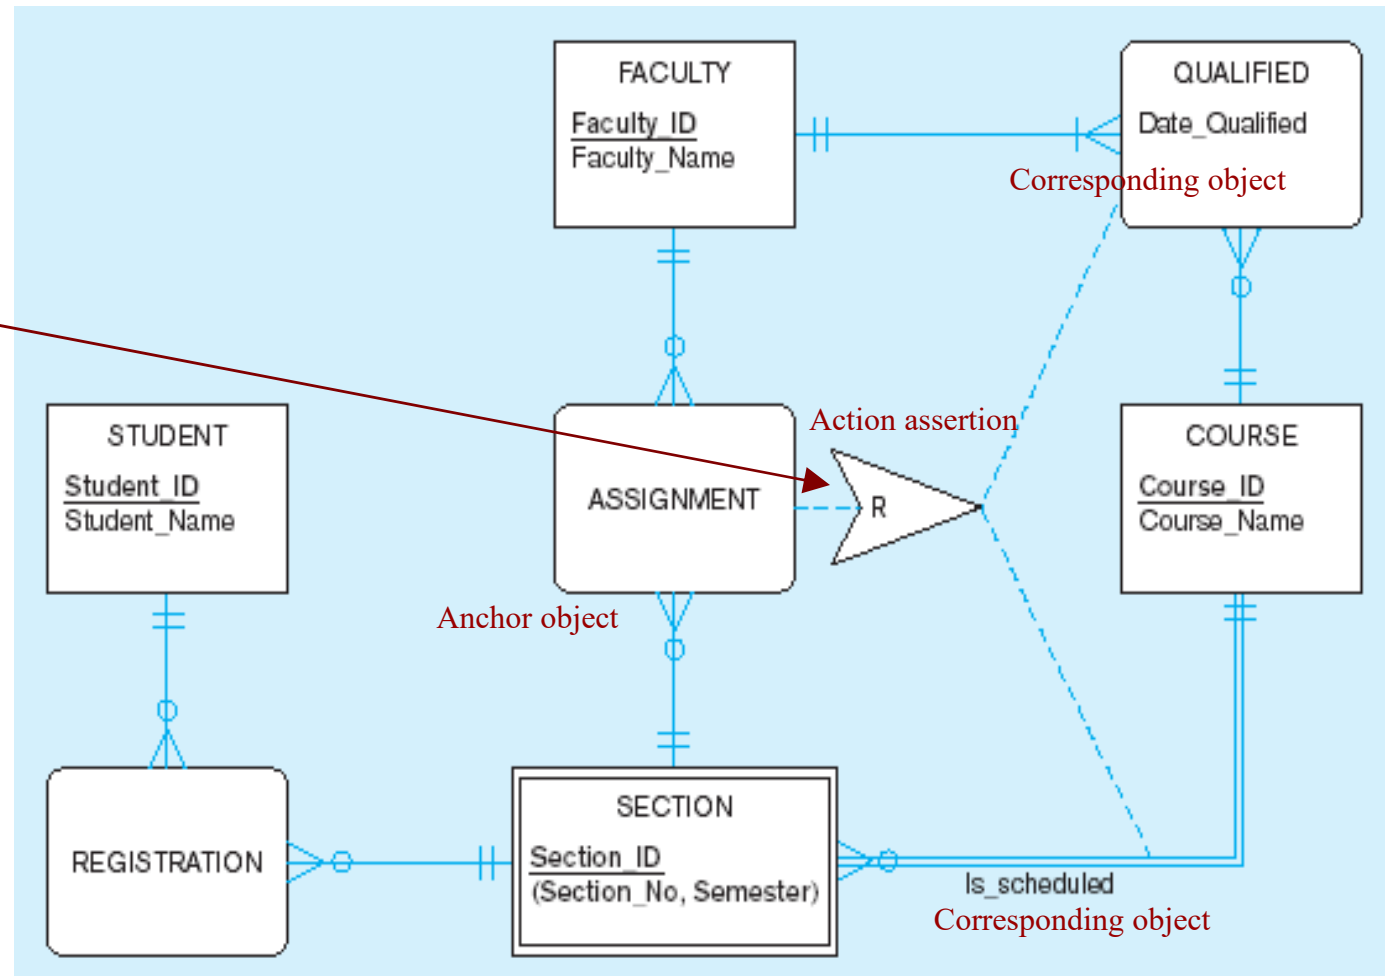 FACULTY
Faculty_ID
Faculty_Name
QUALIFIED
Date_Qualified
Corresponding object
STUDENT
Student_ID
Student_Name
ASSIGNMENT
Action assertion
R
COURSE
Course_ID
Course_Name
Anchor object
REGISTRATION
SECTION
Section_ID
(Section_No, Semester)
Is_scheduled
Corresponding object